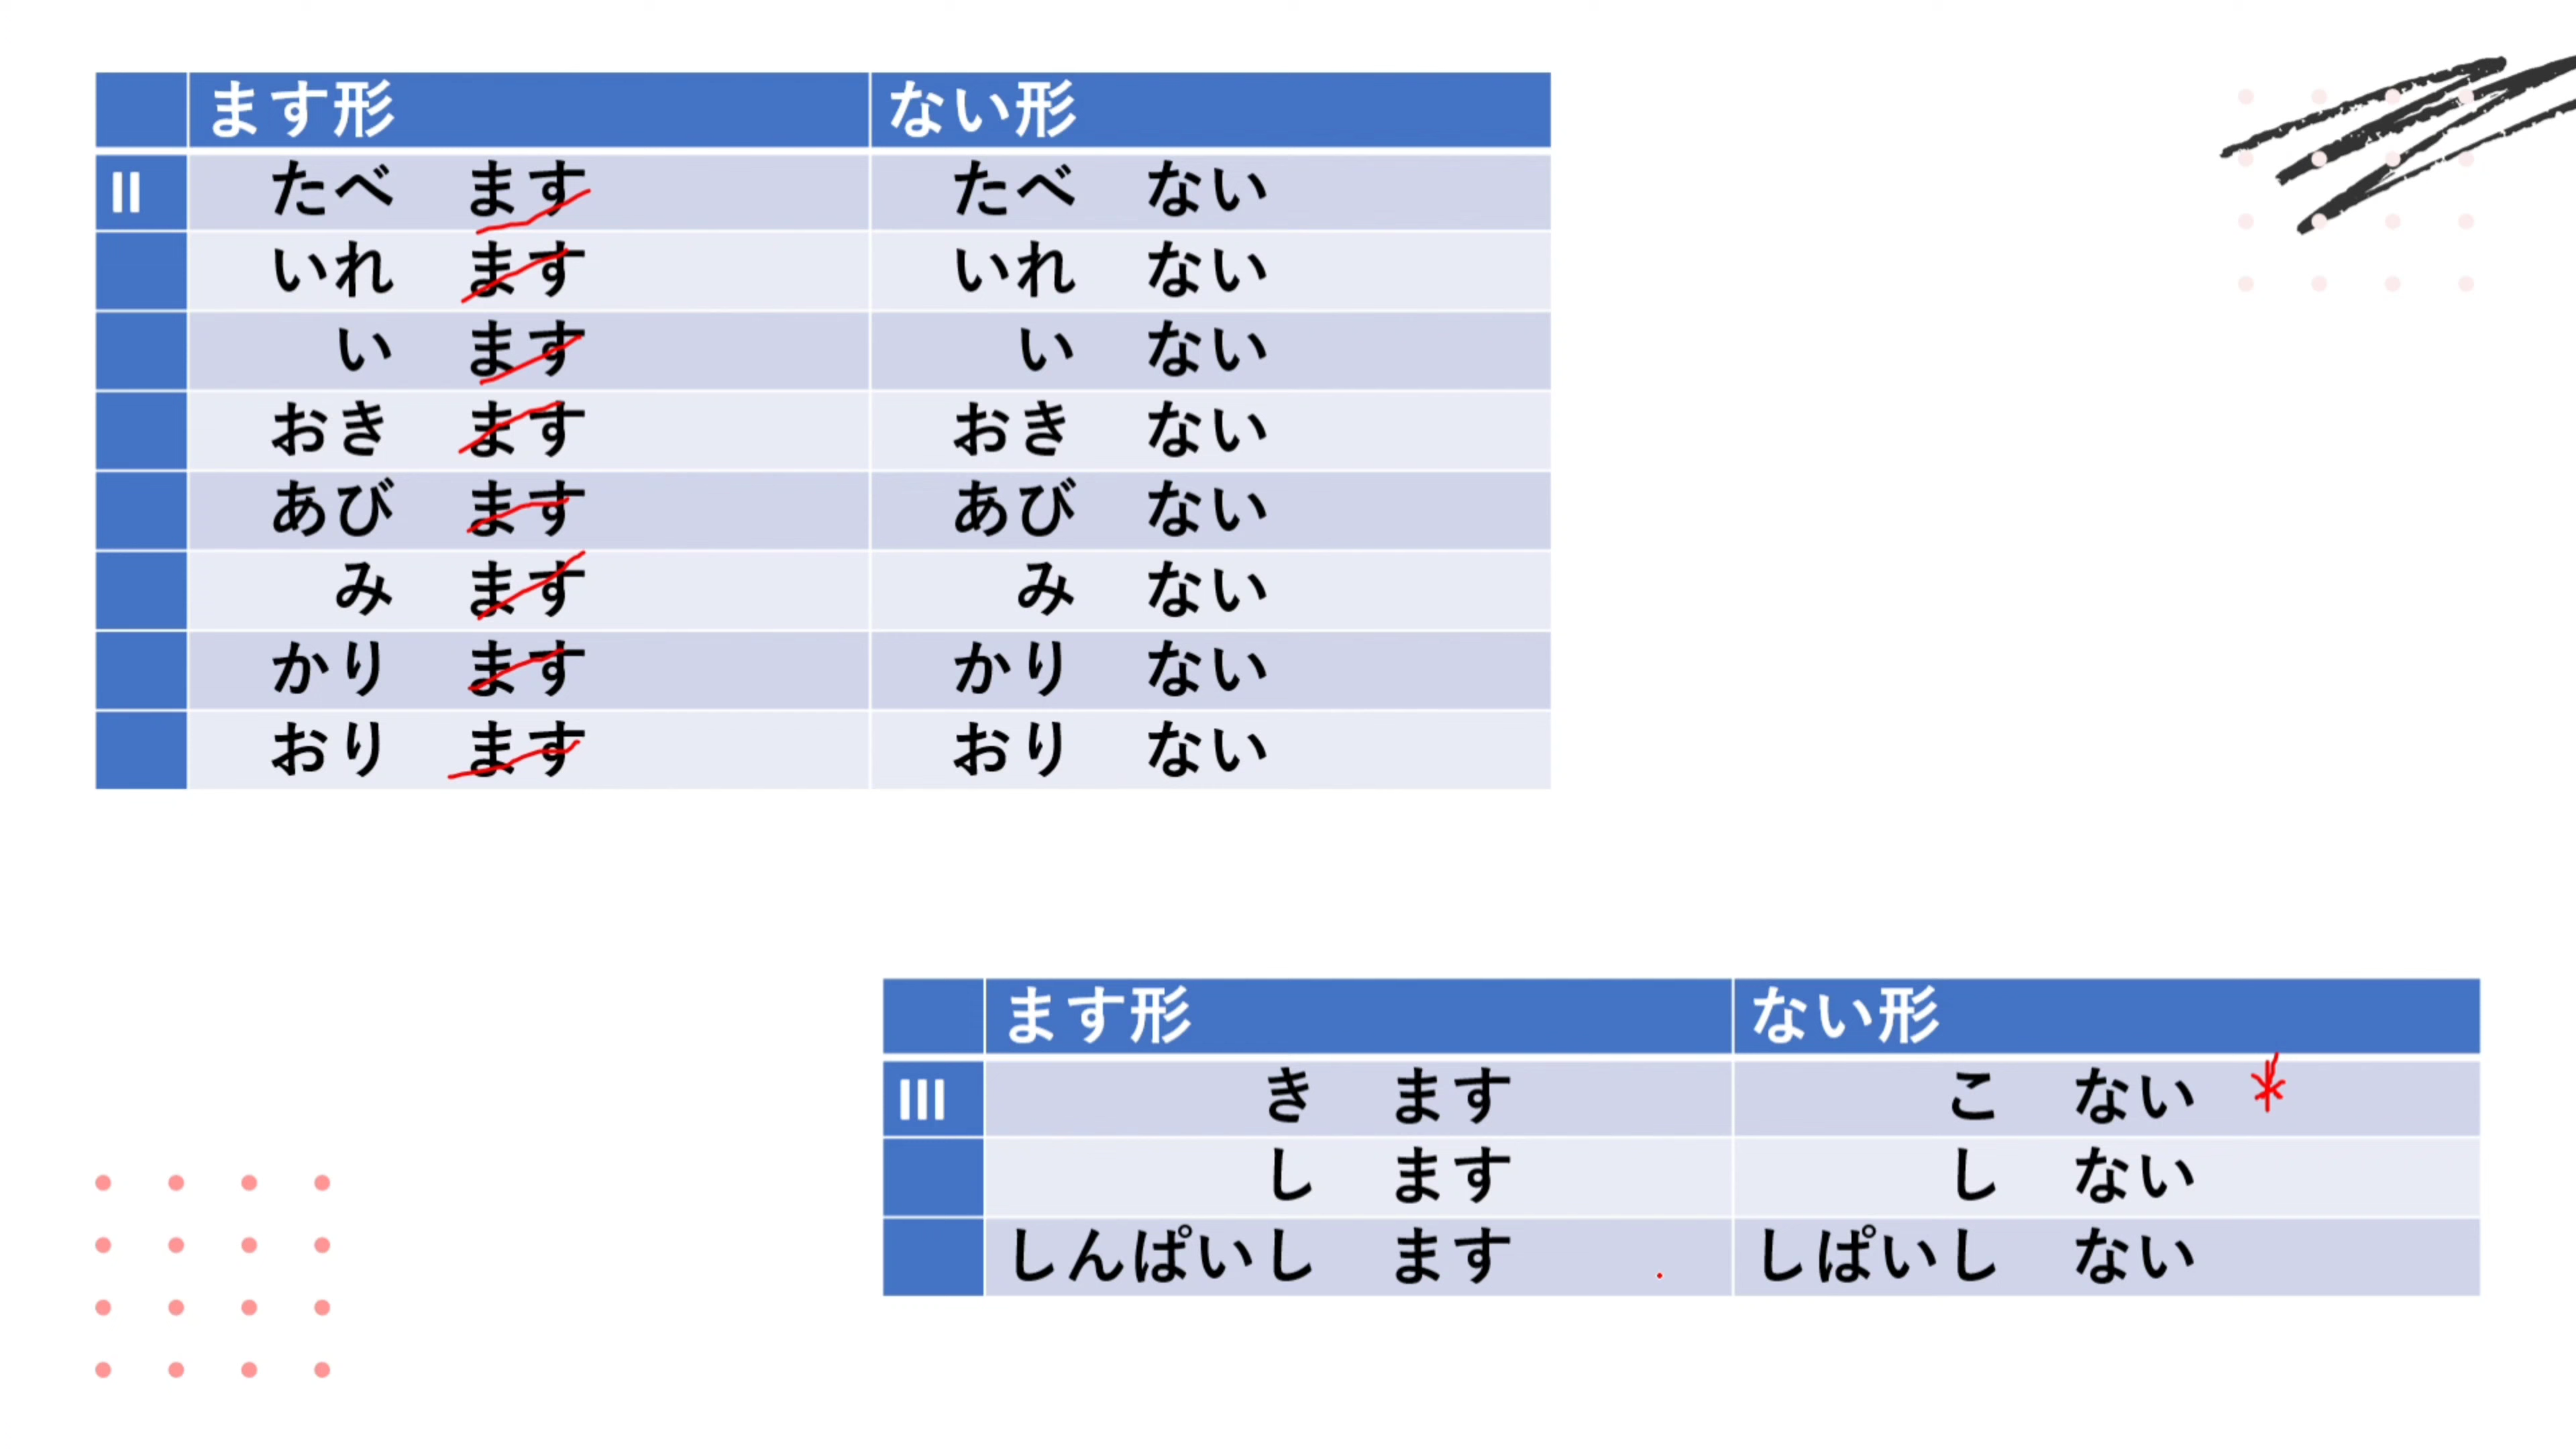 ます形 ない形
II たべ ます たべ ない
いれ ます いれ ない
い ます い ない
おき ます おき ない
あび ます あび ない
み ます み ない
かり ます かり ない
おり ます おり ない
ます形 ない形
III き ます こ ない *
し ます し ない
しんぱいし ます しぱいし ない